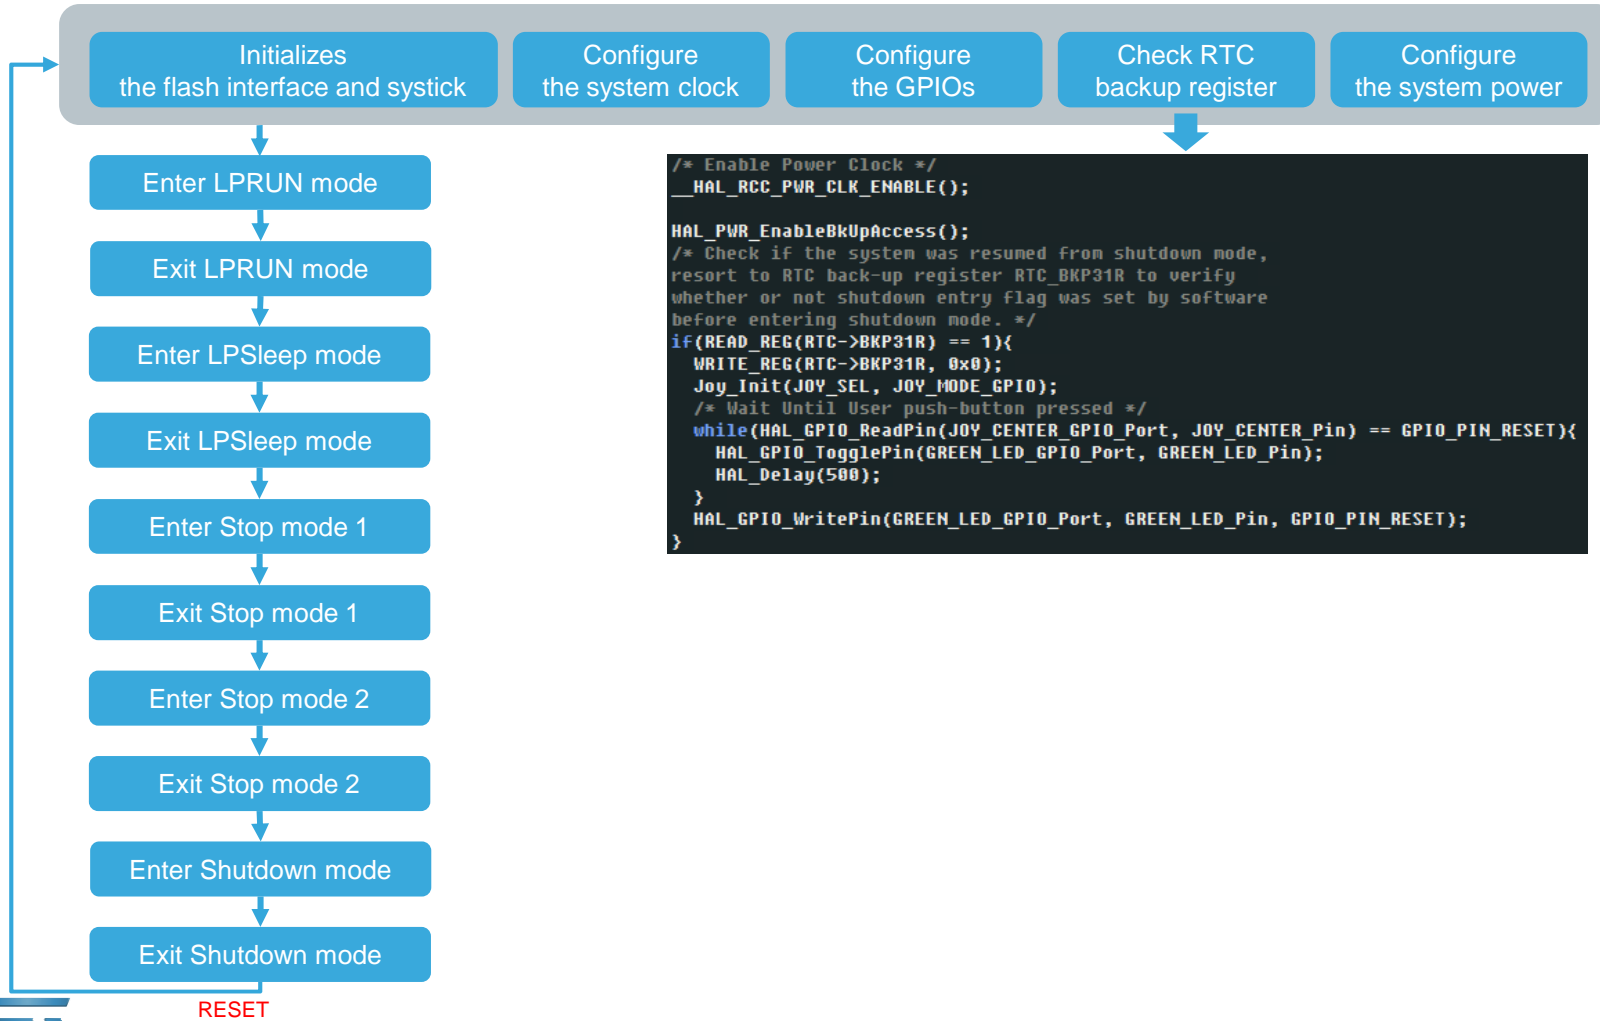 Initializes
the flash interface and systick
Configure
the system clock
Configure
the GPIOs
Check RTC
backup register
Configure
the system power
Enter LPRUN mode
Exit LPRUN mode
Enter LPSleep mode
Exit LPSleep mode
Enter Stop mode 1
Exit Stop mode 1
Enter Stop mode 2
Exit Stop mode 2
Enter Shutdown mode
Exit Shutdown mode
RESET
/* Enable Power Clock */
__HAL_RCC_PWR_CLK_ENABLE();
HAL_PWR_EnableBkUpAccess();
/* Check if the system was resumed from shutdown mode,
resort to RTC back-up register RTC_BKP31R to verify
whether or not shutdown entry flag was set by software
before entering shutdown mode. */
if(READ_REG(RTC->BKP31R) == 1){
WRITE_REG(RTC->BKP31R, 0x0);
Joy_Init(JOY_SEL, JOY_MODE_GPIO);
/* Wait Until User push-button pressed */
while(HAL_GPIO_ReadPin(JOY_CENTER_GPIO_Port, JOY_CENTER_Pin) == GPIO_PIN_RESET){
HAL_GPIO_TogglePin(GREEN_LED_GPIO_Port, GREEN_LED_Pin);
HAL_Delay(500);
}
HAL_GPIO_WritePin(GREEN_LED_GPIO_Port, GREEN_LED_Pin, GPIO_PIN_RESET);
}